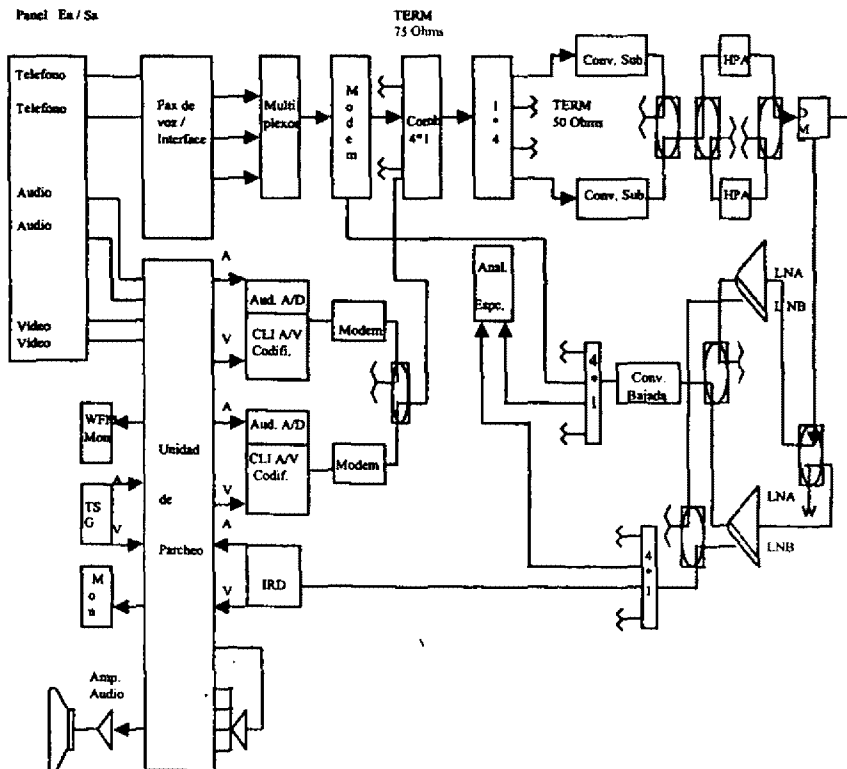 Panel En / Sa
TERM
75 Ohms
Telefono
Telefono
Audio
Audio
Video
Video
Pax de
voz /
Interface
Multi
plexor
M
o
d
e
m
Comb
4*1
1
*
4
TERM
50 Ohms
Conv. Sub.
Conv. Sub.
HPA
HPA
M
A
V
Aud. A/D
CLI A/V
Codifi.
Modem
A
V
Aud. A/D
CLI A/V
Codif.
Modem
Anal.
Espc.
4
*
1
Conv.
Bajada
LNA
LNB
LNA
LNB
WFM
Mon
TS
G
A
V
M
o
n
Unidad
de
Parcheo
A
V
IRD
4
*
1
Amp.
Audio